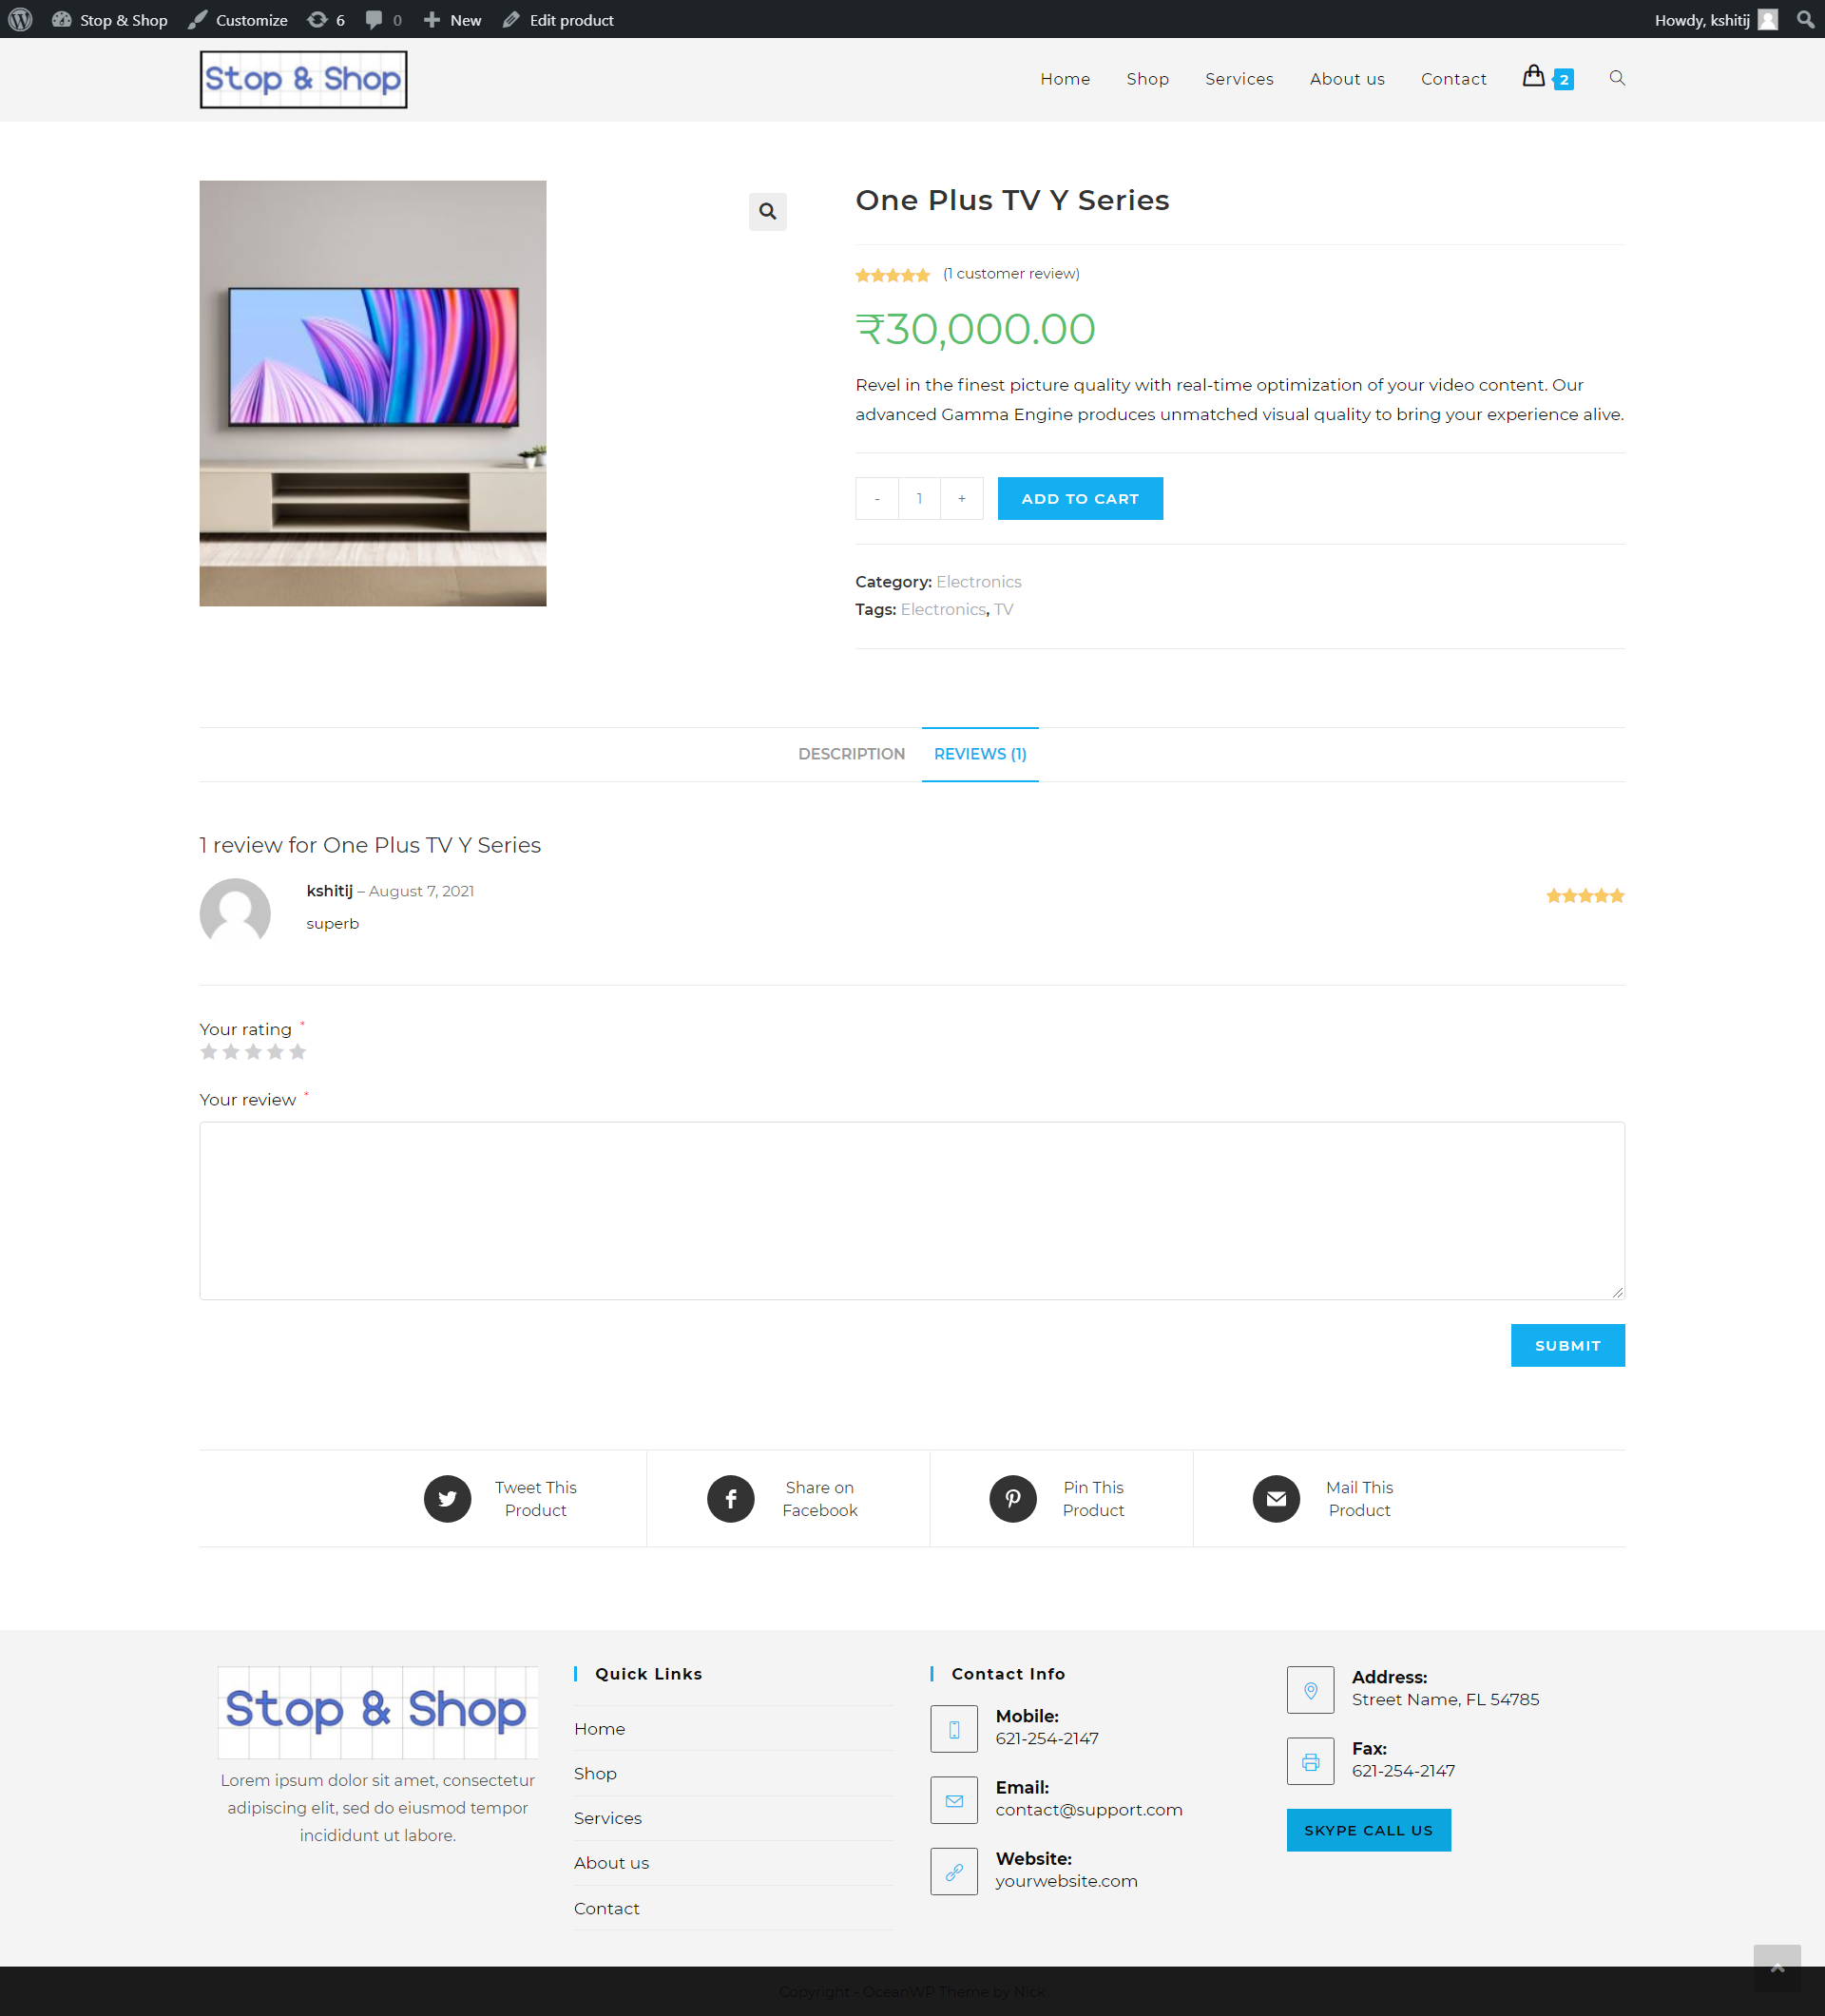 Stop & Shop
Customize
6
0
New
Edit product
Howdy, kshitij
Stop & Shop
Home
Shop
Services
About us
Contact
2
One Plus TV Y Series
(1 customer review)
₹30,000.00
Revel in the finest picture quality with real-time optimization of your video content. Our
advanced Gamma Engine produces unmatched visual quality to bring your experience alive.
- 1 +
ADD TO CART
Category: Electronics
Tags: Electronics, TV
DESCRIPTION
REVIEWS (1)
1 review for One Plus TV Y Series
kshitij – August 7, 2021
superb
Your rating *
Your review *
SUBMIT
Tweet This
Product
Share on
Facebook
Pin This
Product
Mail This
Product
Stop & Shop
Lorem ipsum dolor sit amet, consectetur
adipiscing elit, sed do eiusmod tempor
incididunt ut labore.
Quick Links
Home
Shop
Services
About us
Contact
Contact Info
Mobile:
621-254-2147
Email:
contact@support.com
Website:
yourwebsite.com
Address:
Street Name, FL 54785
Fax:
621-254-2147
SKYPE CALL US
Copyright - OceanWP Theme by Nick